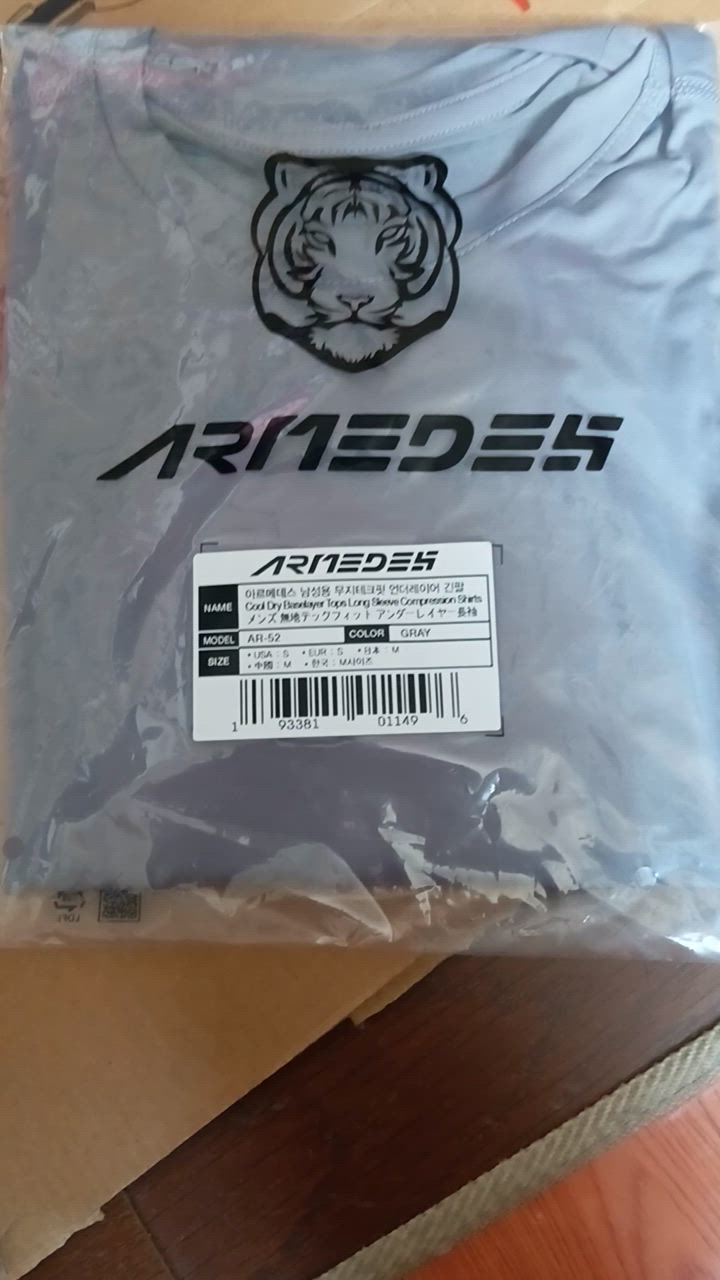 ARMEDES
ARMEDES
NAME
아르메데스 남성용 무지테크핏 언더레이어 긴팔
Cool Dry Baselayer Tops Long Sleeve Compression Shirts
メンズ 無地テックフィット アンダーレイヤー 長袖
MODEL AR-52 COLOR GRAY
SIZE
• USA : S • EUR : S • 日本 : M
• 中國 : M • 한국 : M사이즈
1 93381 01149 6